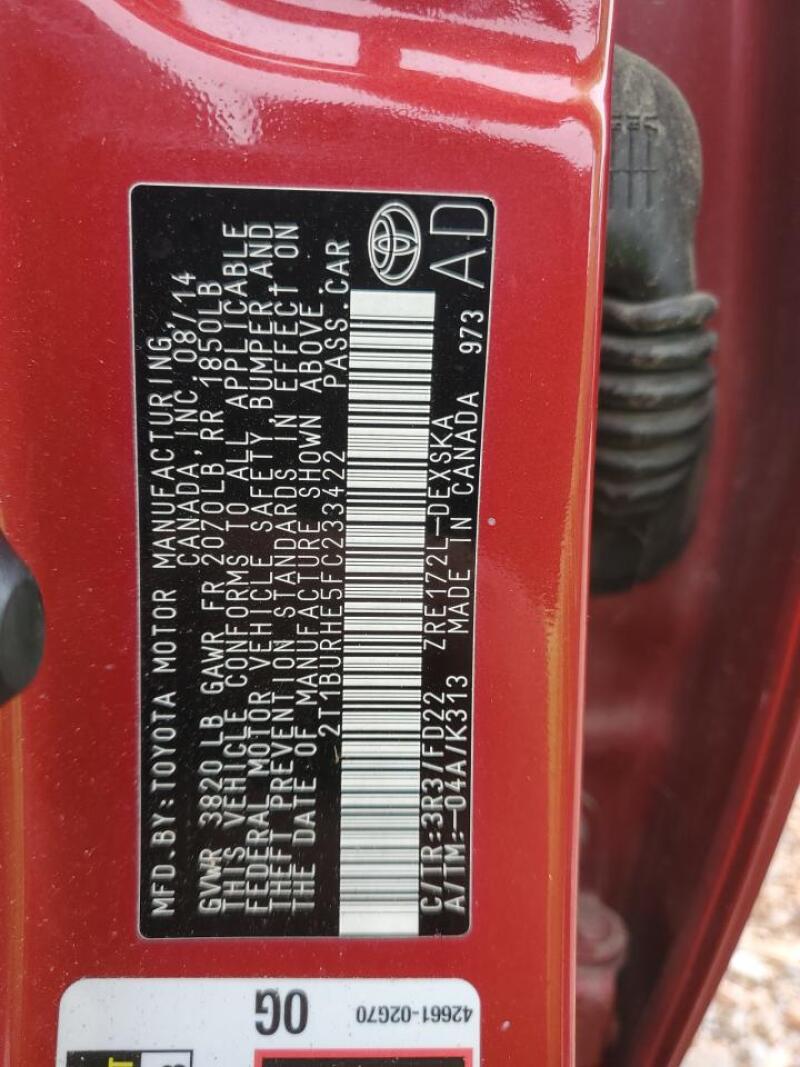 MFD.BY:TOYOTA MOTOR MANUFACTURING,
CANADA,INC. 08/14
GVWR 3820 LB GAWR FR 2070LB RR 1850LB
THIS VEHICLE CONFORMS TO ALL APPLICABLE
FEDERAL MOTOR VEHICLE SAFETY, BUMPER,AND
THEFT PREVENTION STANDARDS IN EFFECT ON
THE DATE OF MANUFACTURE SHOWN ABOVE.
2T1BURHE5FC233422 PASS.CAR
C/TR:3R3/FD22 ZRE172L-DEXSKA
A/TM:-04A/K313 MADE IN CANADA 973
AD
0G
42661-02G70